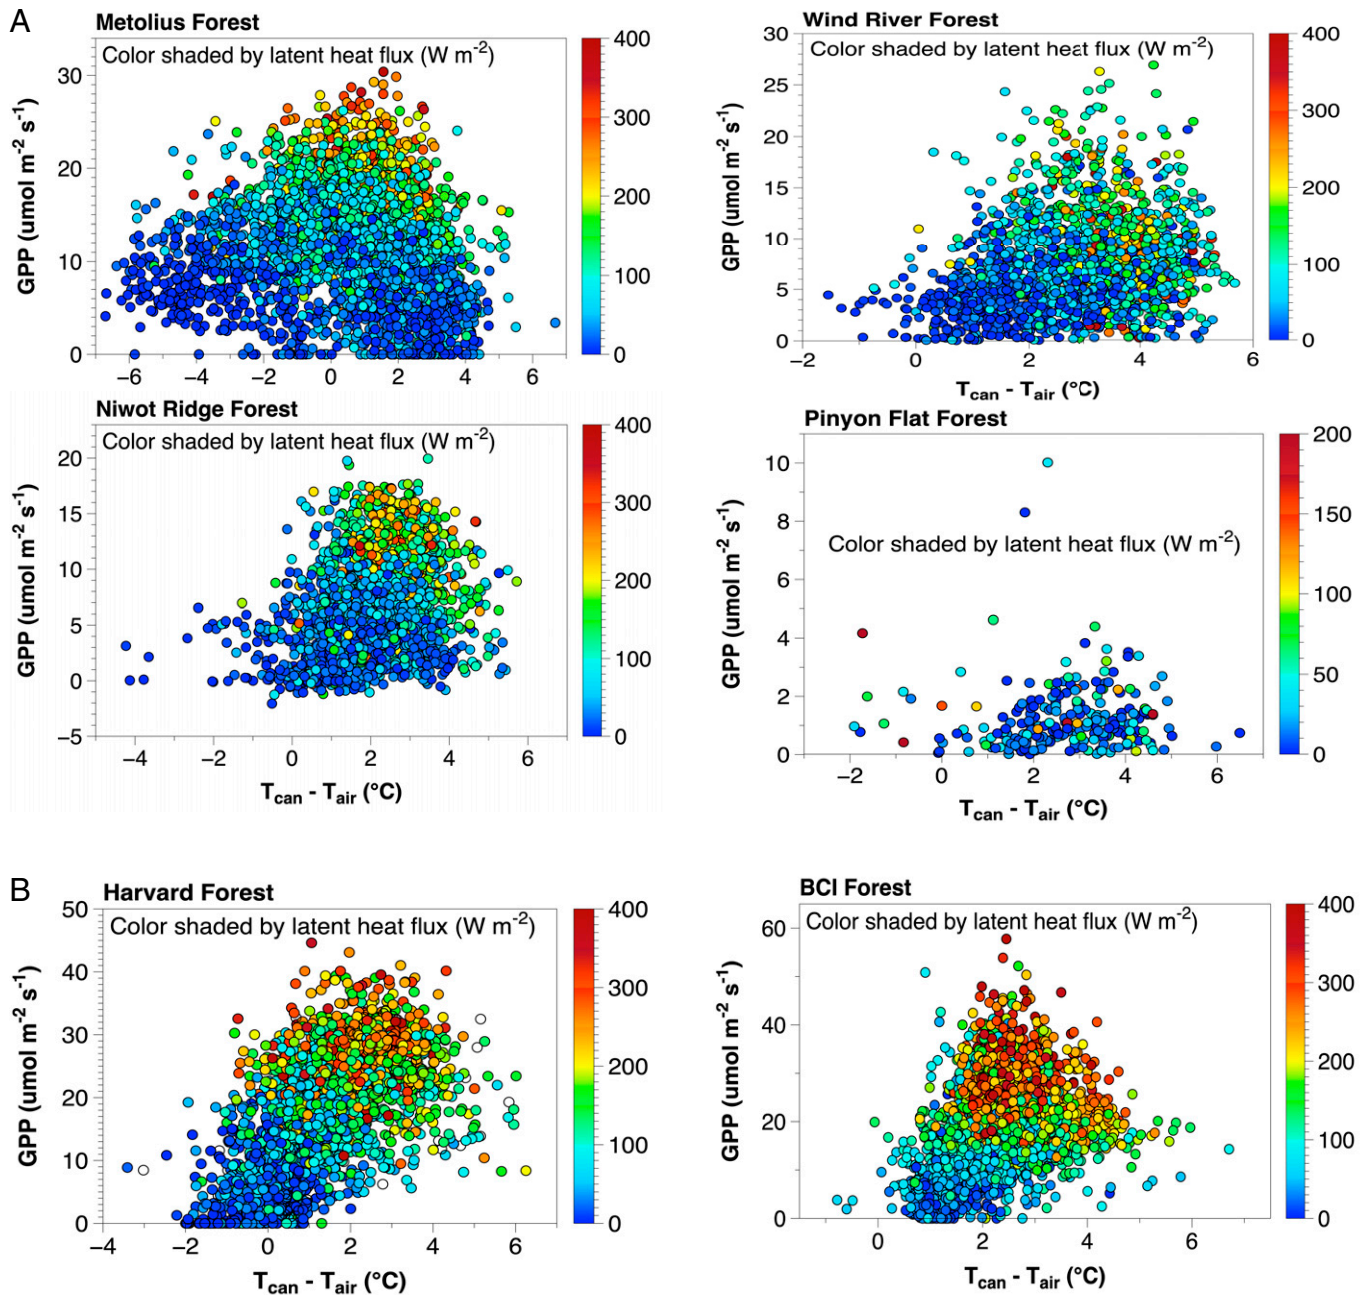 A
Metolius Forest
Color shaded by latent heat flux (W m-2)
GPP (umol m-2 s-1)
30
20
10
0
−6 −4 −2 0 2 4 6
400
300
200
100
0
Wind River Forest
Color shaded by latent heat flux (W m-2)
GPP (umol m-2 s-1)
30
25
20
15
10
5
0
−2 0 2 4 6
Tcan - Tair (°C)
400
300
200
100
0
Niwot Ridge Forest
Color shaded by latent heat flux (W m-2)
GPP (umol m-2 s-1)
20
15
10
5
0
−5
−4 −2 0 2 4 6
Tcan - Tair (°C)
400
300
200
100
0
Pinyon Flat Forest
Color shaded by latent heat flux (W m-2)
GPP (umol m-2 s-1)
10
8
6
4
2
0
−2 0 2 4 6
Tcan - Tair (°C)
200
150
100
50
0
B
Harvard Forest
Color shaded by latent heat flux (W m-2)
GPP (umol m-2 s-1)
50
40
30
20
10
0
−4 −2 0 2 4 6
Tcan - Tair (°C)
400
300
200
100
0
BCI Forest
Color shaded by latent heat flux (W m-2)
GPP (umol m-2 s-1)
60
40
20
0
0 2 4 6
Tcan - Tair (°C)
400
300
200
100
0